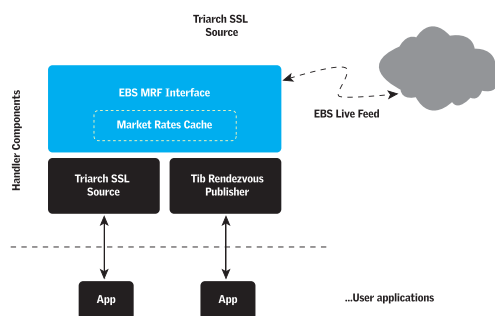 Triarch SSL
Source
EBS MRF Interface
Market Rates Cache
EBS Live Feed
Handler Components
Triarch SSL
Source
Tib Rendezvous
Publisher
App
App
...User applications